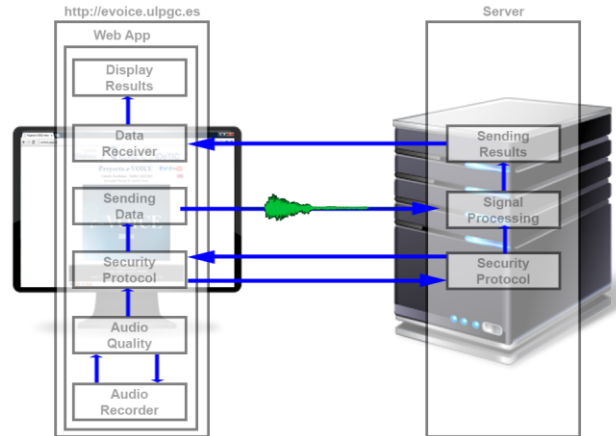 http://evoice.ulpgc.es
Server
Web App
Display
Results
Data
Receiver
Sending
Results
Sending
Data
Signal
Processing
Security
Protocol
Security
Protocol
Audio
Quality
Audio
Recorder